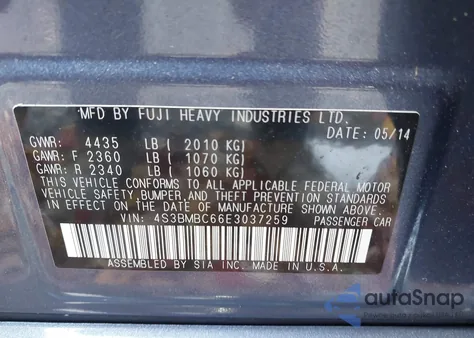 MFD BY FUJI HEAVY INDUSTRIES LTD.
DATE: 05/14
GVWR: 4435 LB ( 2010 KG)
GAWR: F 2360 LB ( 1070 KG)
GAWR: R 2340 LB ( 1060 KG)
THIS VEHICLE CONFORMS TO ALL APPLICABLE FEDERAL MOTOR
VEHICLE SAFETY,BUMPER,AND THEFT PREVENTION STANDARDS
IN EFFECT ON THE DATE OF MANUFACTURE SHOWN ABOVE.
VIN: 4S3BMBC66E3037259 PASSENGER CAR
ASSEMBLED BY SIA INC. MADE IN U.S.A.
autoSnap